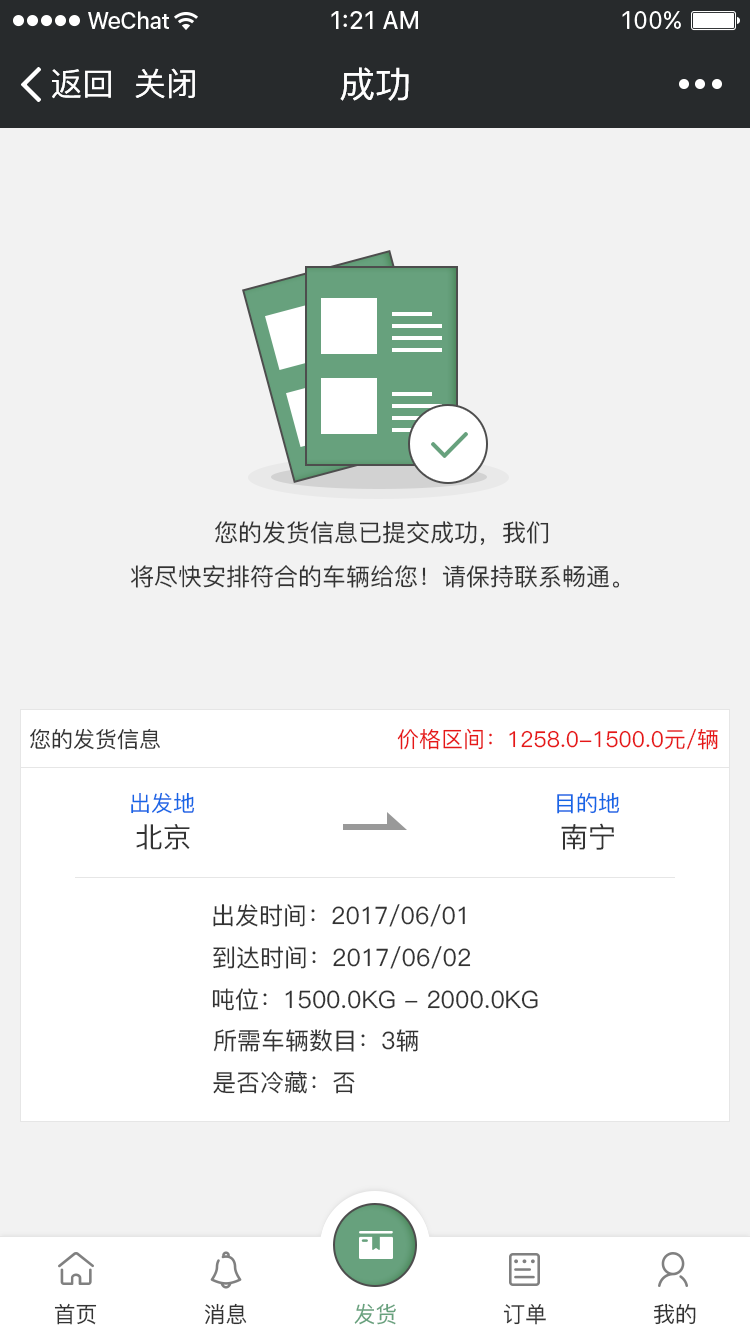 WeChat 1:21 AM 100%
返回 关闭 成功
您的发货信息已提交成功，我们
将尽快安排符合的车辆给您！请保持联系畅通。
您的发货信息 价格区间：1258.0-1500.0元/辆
出发地 目的地
北京 南宁
出发时间：2017/06/01
到达时间：2017/06/02
吨位：1500.0KG - 2000.0KG
所需车辆数目：3辆
是否冷藏：否
首页 消息 发货 订单 我的